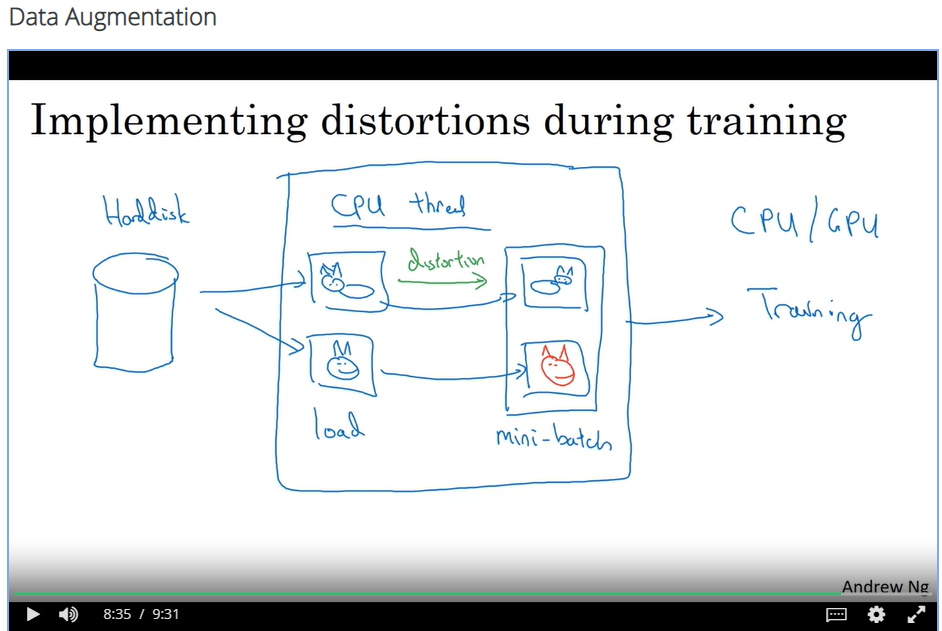 Data Augmentation
Implementing distortions during training
Harddisk
CPU thread
distortion
load
mini-batch
CPU/GPU
Training
Andrew Ng
8:35 / 9:31